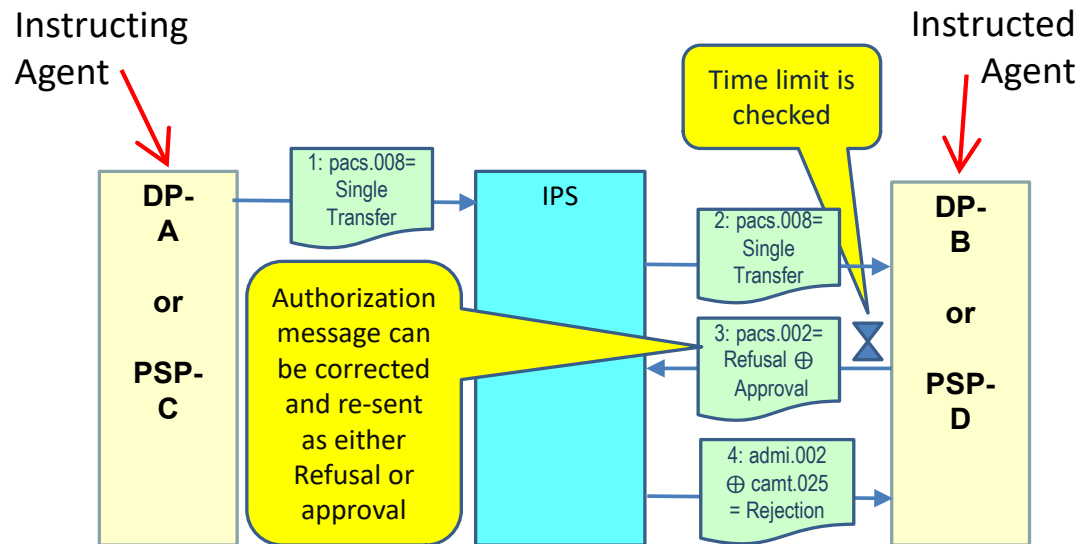 Instructing
Agent
Instructed
Agent
Time limit is
checked
DP-
A
or
PSP-
C
1: pacs.008=
Single
Transfer
IPS
2: pacs.008=
Single
Transfer
DP-
B
or
PSP-
D
Authorization
message can
be corrected
and re-sent
as either
Refusal or
approval
3: pacs.002=
Refusal ⊕
Approval
4: admi.002
⊕ camt.025
= Rejection